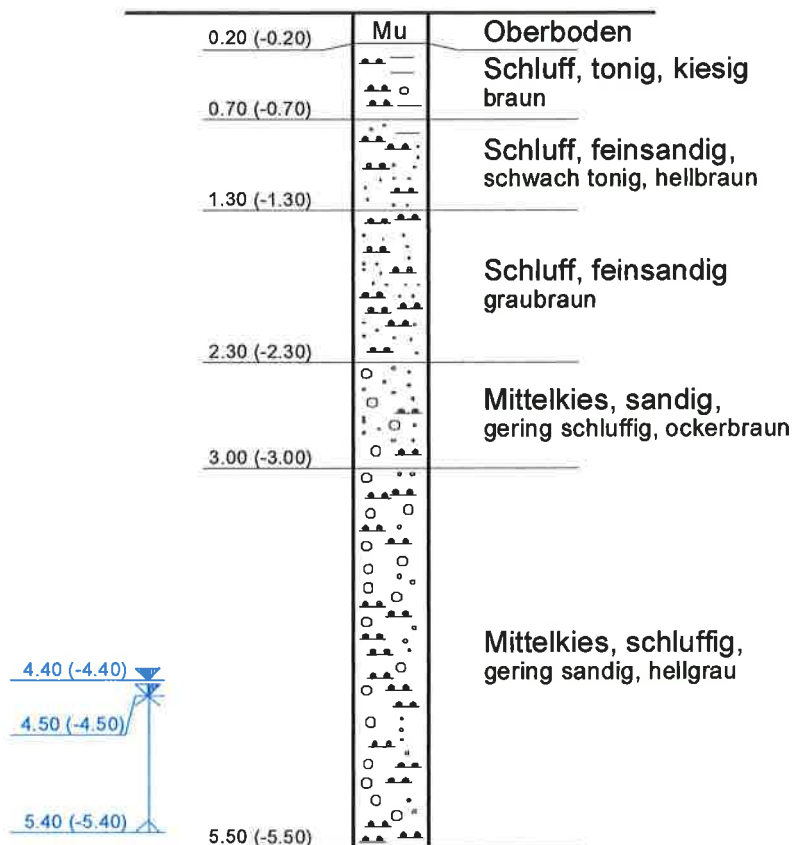 Mu
Oberboden
0.20 (-0.20)
Schluff, tonig, kiesig
braun
0.70 (-0.70)
Schluff, feinsandig,
schwach tonig, hellbraun
1.30 (-1.30)
Schluff, feinsandig
graubraun
2.30 (-2.30)
Mittelkies, sandig,
gering schluffig, ockerbraun
3.00 (-3.00)
Mittelkies, schluffig,
gering sandig, hellgrau
4.40 (-4.40)
4.50 (-4.50)
5.40 (-5.40)
5.50 (-5.50)